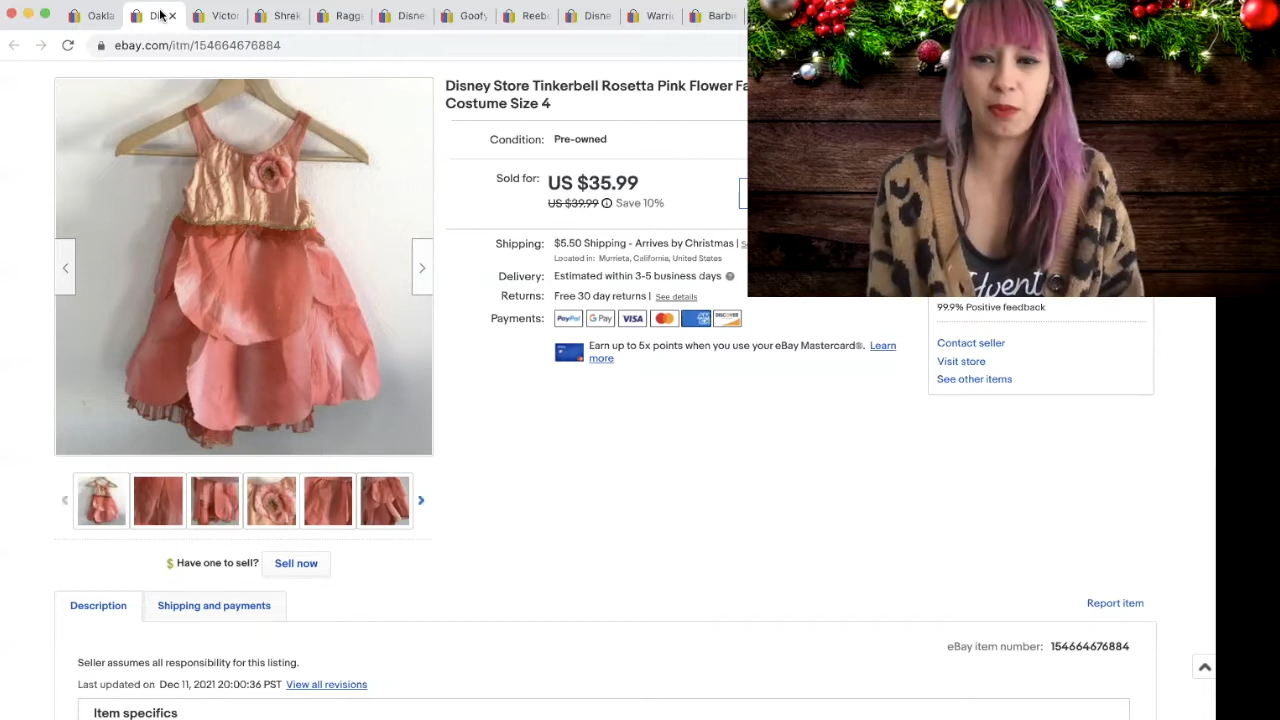 Oakla
Di
Victo
Shrek
Ragg
Disne
Goofy
Reeb
Disne
Warri
Barbi
ebay.com/itm/154664676884
Disney Store Tinkerbell Rosetta Pink Flower Fa
Costume Size 4
Condition: Pre-owned
Sold for: US $35.99
US $39.99 Save 10%
Shipping: $5.50 Shipping - Arrives by Christmas | S
Located in: Murrieta, California, United States
Delivery: Estimated within 3-5 business days
Returns: Free 30 day returns | See details
Payments: PayPal G Pay VISA DISCOVER
Earn up to 5x points when you use your eBay Mastercard®. Learn
more
99.9% Positive feedback
Contact seller
Visit store
See other items
$ Have one to sell? Sell now
Description Shipping and payments
Report item
eBay item number: 154664676884
Seller assumes all responsibility for this listing.
Last updated on Dec 11, 2021 20:00:36 PST View all revisions
Item specifics